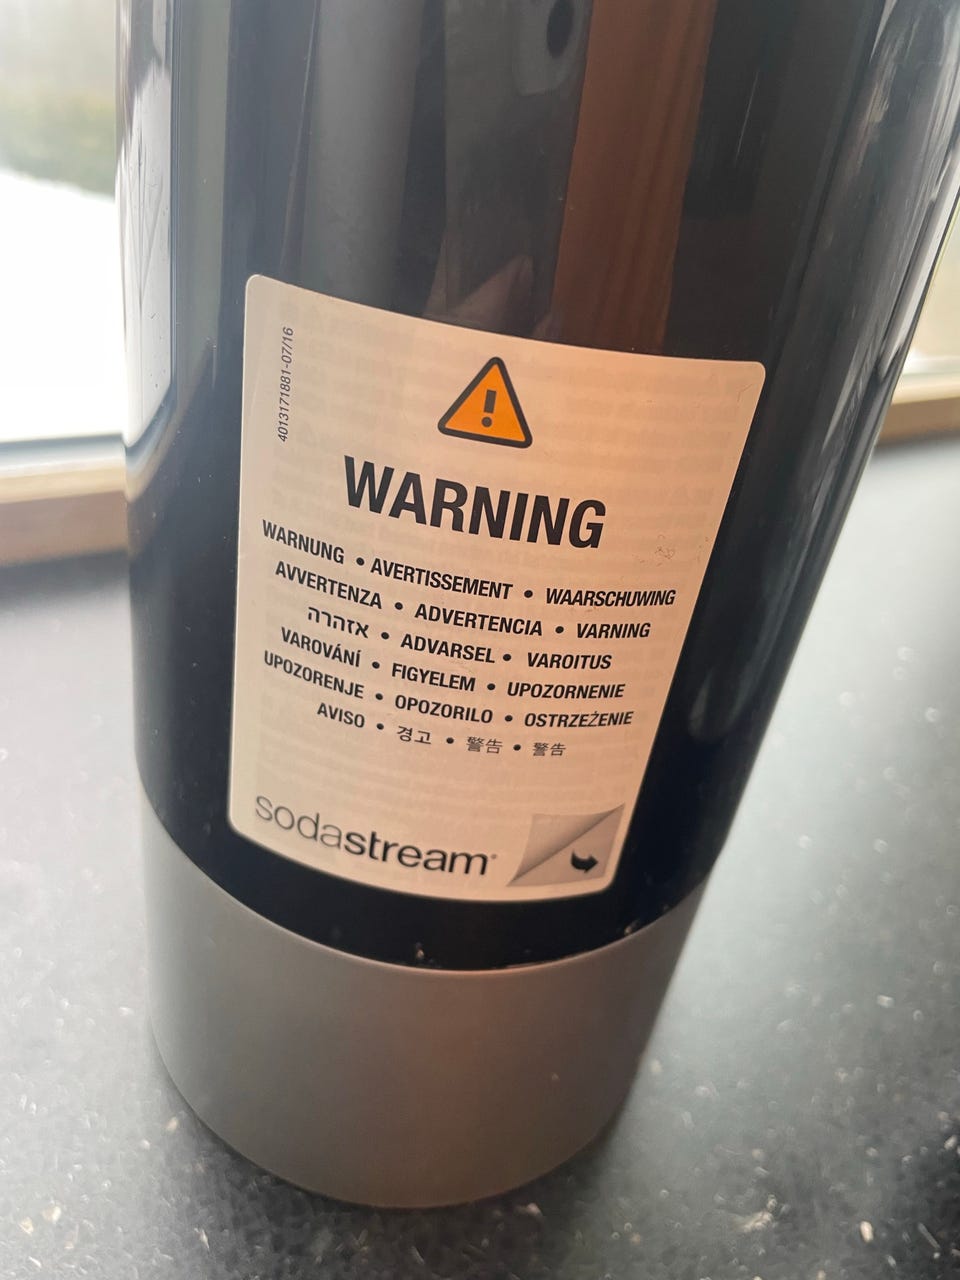 4013171881-07/16
WARNING
WARNUNG • AVERTISSEMENT • WAARSCHUWING
AVVERTENZA • ADVERTENCIA • VARNING
אזהרה • ADVARSEL • VAROITUS
VAROVÁNÍ • FIGYELEM • UPOZORNENIE
UPOZORENJE • OPOZORILO • OSTRZEŻENIE
AVISO • 경고 • 警告 • 警告
sodastream